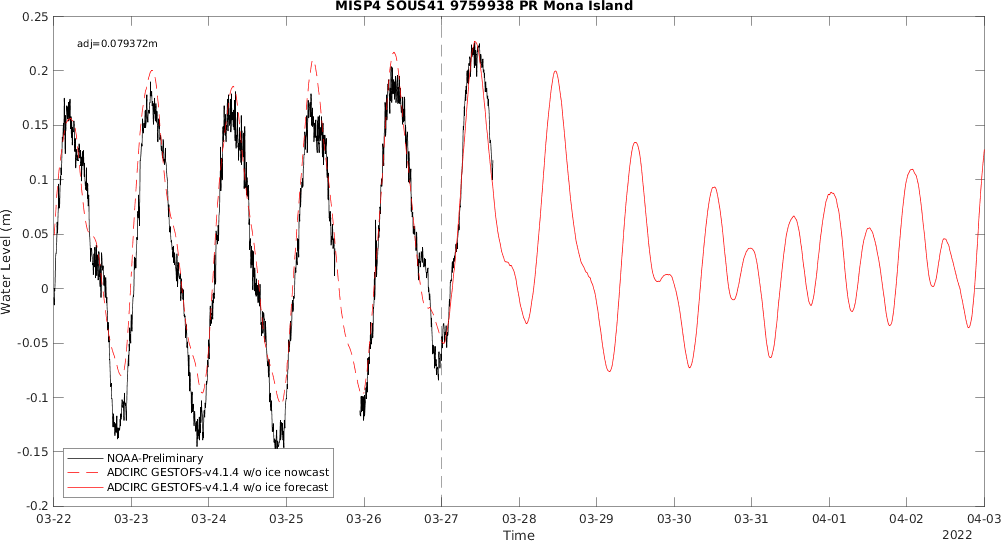 MISP4 SOUS41 9759938 PR Mona Island
adj=0.079372m
0.25
0.2
0.15
0.1
0.05
0
-0.05
-0.1
-0.15
-0.2
Water Level (m)
NOAA-Preliminary
ADCIRC GESTOFS-v4.1.4 w/o ice nowcast
ADCIRC GESTOFS-v4.1.4 w/o ice forecast
03-22 03-23 03-24 03-25 03-26 03-27 03-28 03-29 03-30 03-31 04-01 04-02 04-03
Time
2022